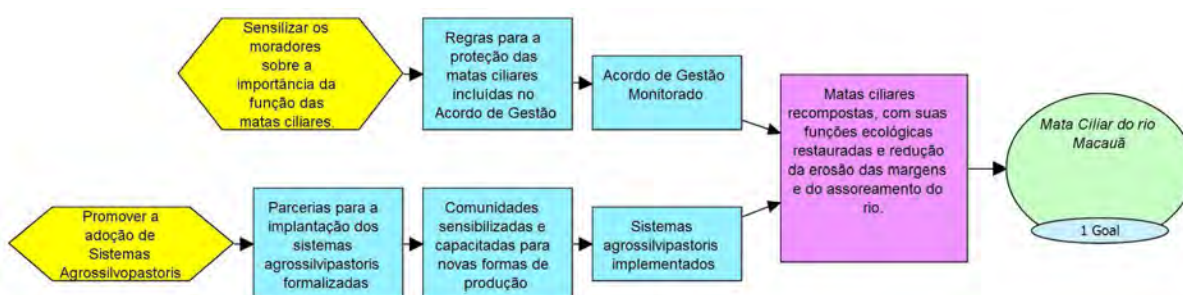 Sensilizar os
moradores
sobre a
importância da
função das
matas ciliares.
Regras para a
proteção das
matas ciliares
incluídas no
Acordo de Gestão
Acordo de Gestão
Monitorado
Matas ciliares
recompostas, com suas
funções ecológicas
restauradas e redução
da erosão das margens
e do assoreamento do
rio.
Mata Ciliar do rio
Macauã
1 Goal
Promover a
adoção de
Sistemas
Agrossilvopastoris
Parcerias para a
implantação dos
sistemas
agrossilvipastoris
formalizadas
Comunidades
sensibilizadas e
capacitadas para
novas formas de
produção
Sistemas
agrossilvipastoris
implementados